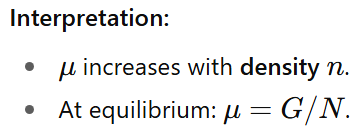 Interpretation:
• μ increases with density n.
• At equilibrium: μ = G/N.